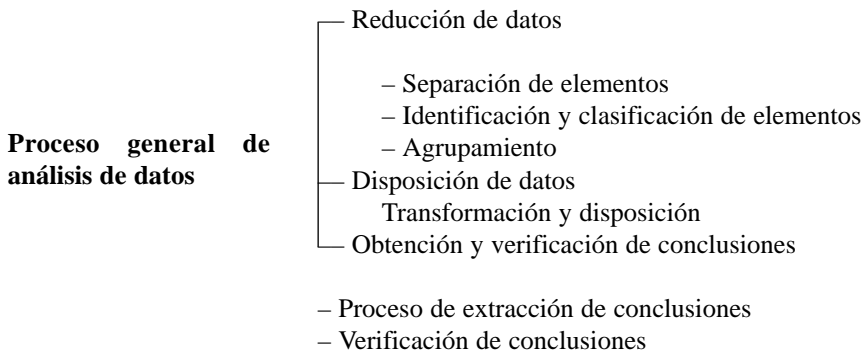 Reducción de datos
– Separación de elementos
– Identificación y clasificación de elementos
– Agrupamiento
Proceso general de
análisis de datos
Disposición de datos
Transformación y disposición
Obtención y verificación de conclusiones
– Proceso de extracción de conclusiones
– Verificación de conclusiones